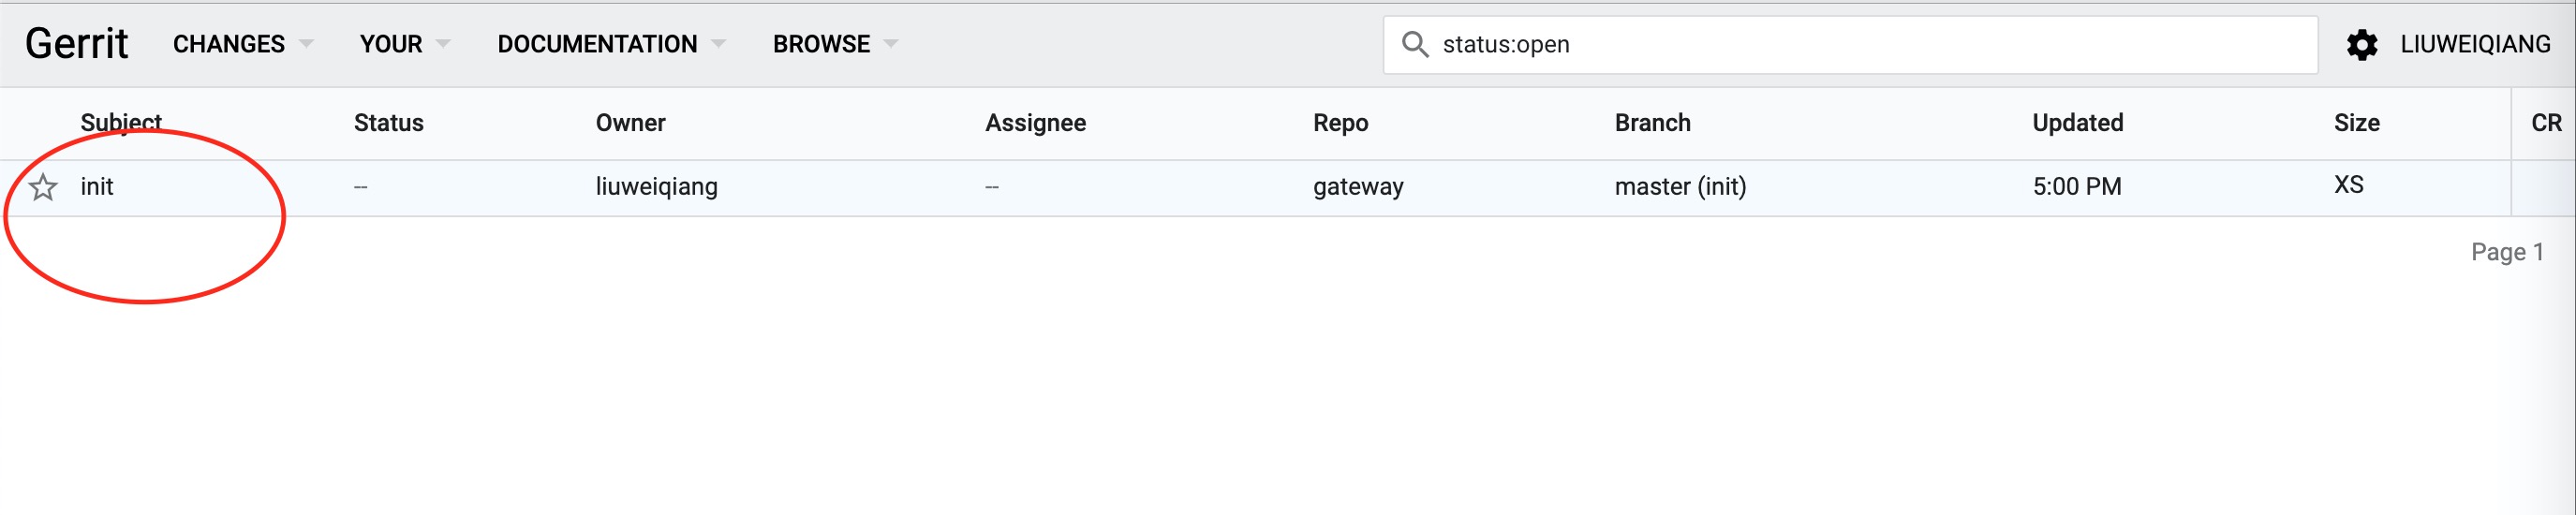 Gerrit CHANGES YOUR DOCUMENTATION BROWSE status:open LIUWEIQIANG
Subject Status Owner Assignee Repo Branch Updated Size CR
init -- liuweiqiang -- gateway master (init) 5:00 PM XS
Page 1